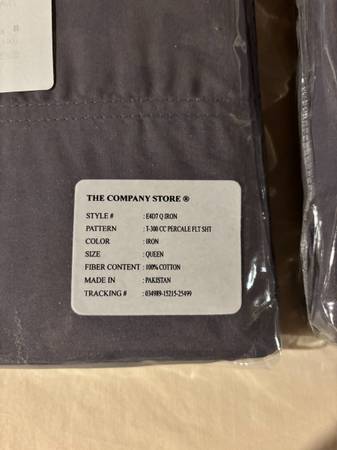 THE COMPANY STORE ®
STYLE # : E4D7 Q IRON
PATTERN : T-300 CC PERCALE FLT SHT
COLOR : IRON
SIZE : QUEEN
FIBER CONTENT : 100% COTTON
MADE IN : PAKISTAN
TRACKING # : 034989-15215-25499